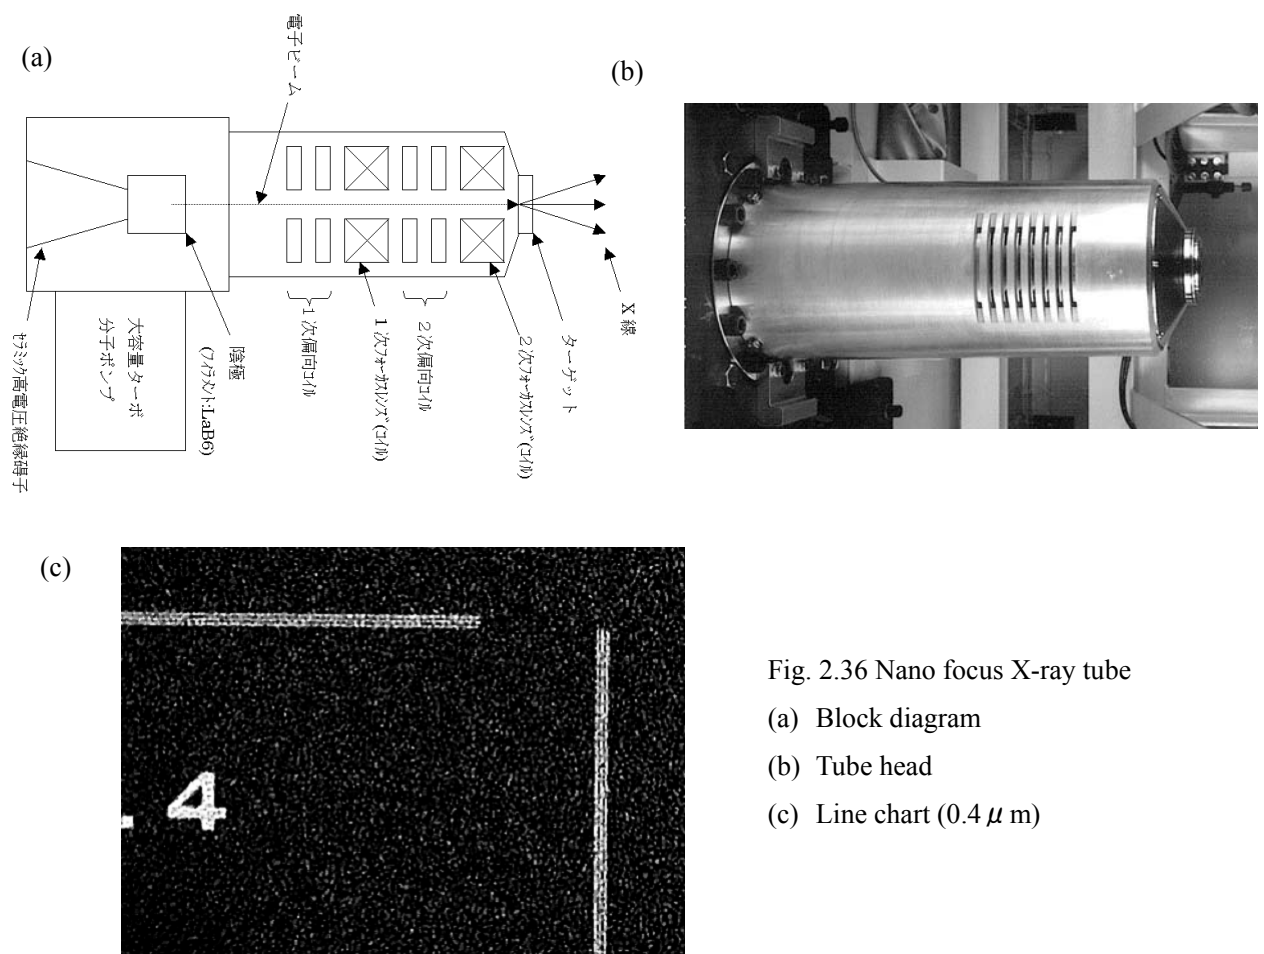 (a)
電子ビーム
X線
ターゲット
2次フォーカスレンズ(コイル)
2次偏向コイル
1次フォーカスレンズ(コイル)
1次偏向コイル
陰極
(フィラメント:LaB6)
大容量ターボ
分子ポンプ
セラミック高電圧絶縁碍子
(b)
(c)
.4
Fig. 2.36 Nano focus X-ray tube
(a) Block diagram
(b) Tube head
(c) Line chart (0.4μm)